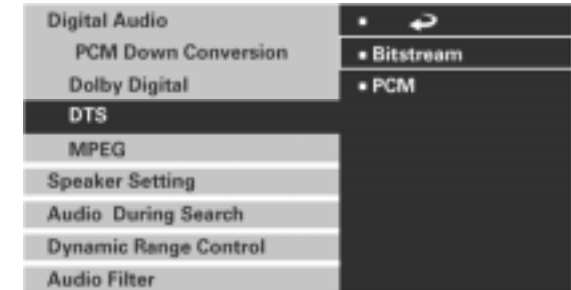 Digital Audio
PCM Down Conversion
Dolby Digital
DTS
MPEG
Speaker Setting
Audio During Search
Dynamic Range Control
Audio Filter
Bitstream
PCM